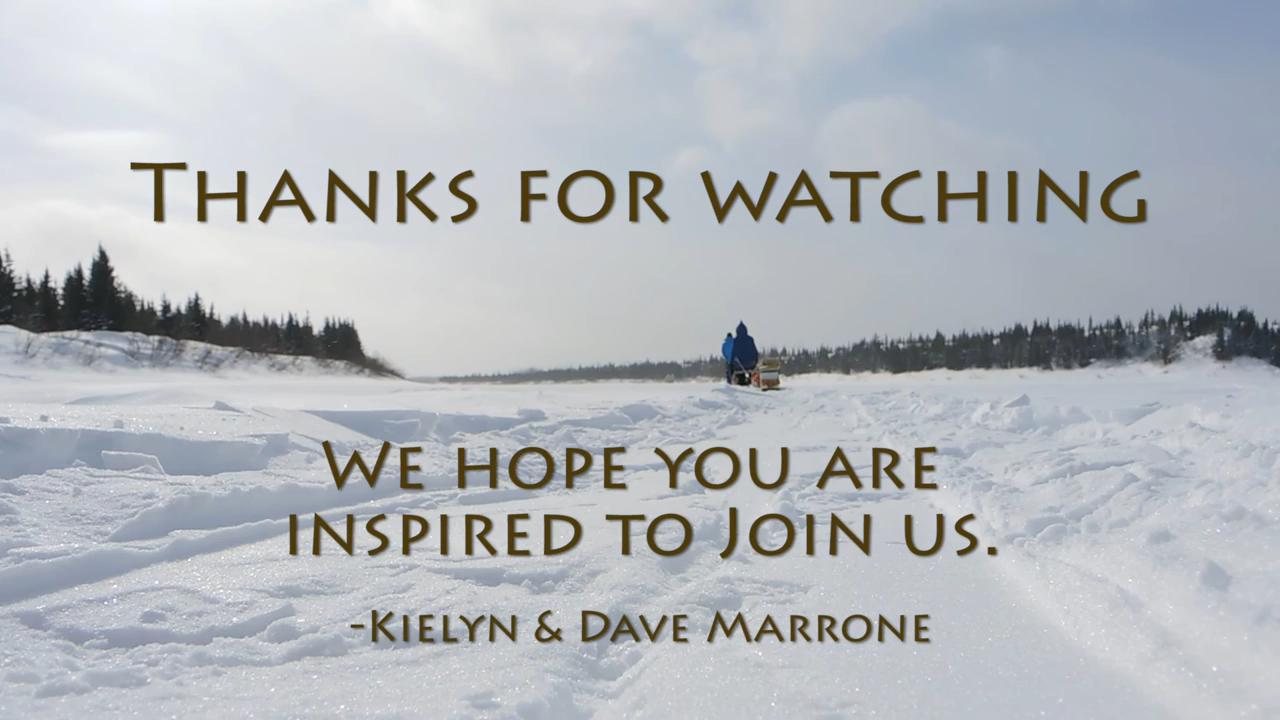 Thanks for watching
We hope you are
inspired to Join us.
-Kielyn & Dave Marrone